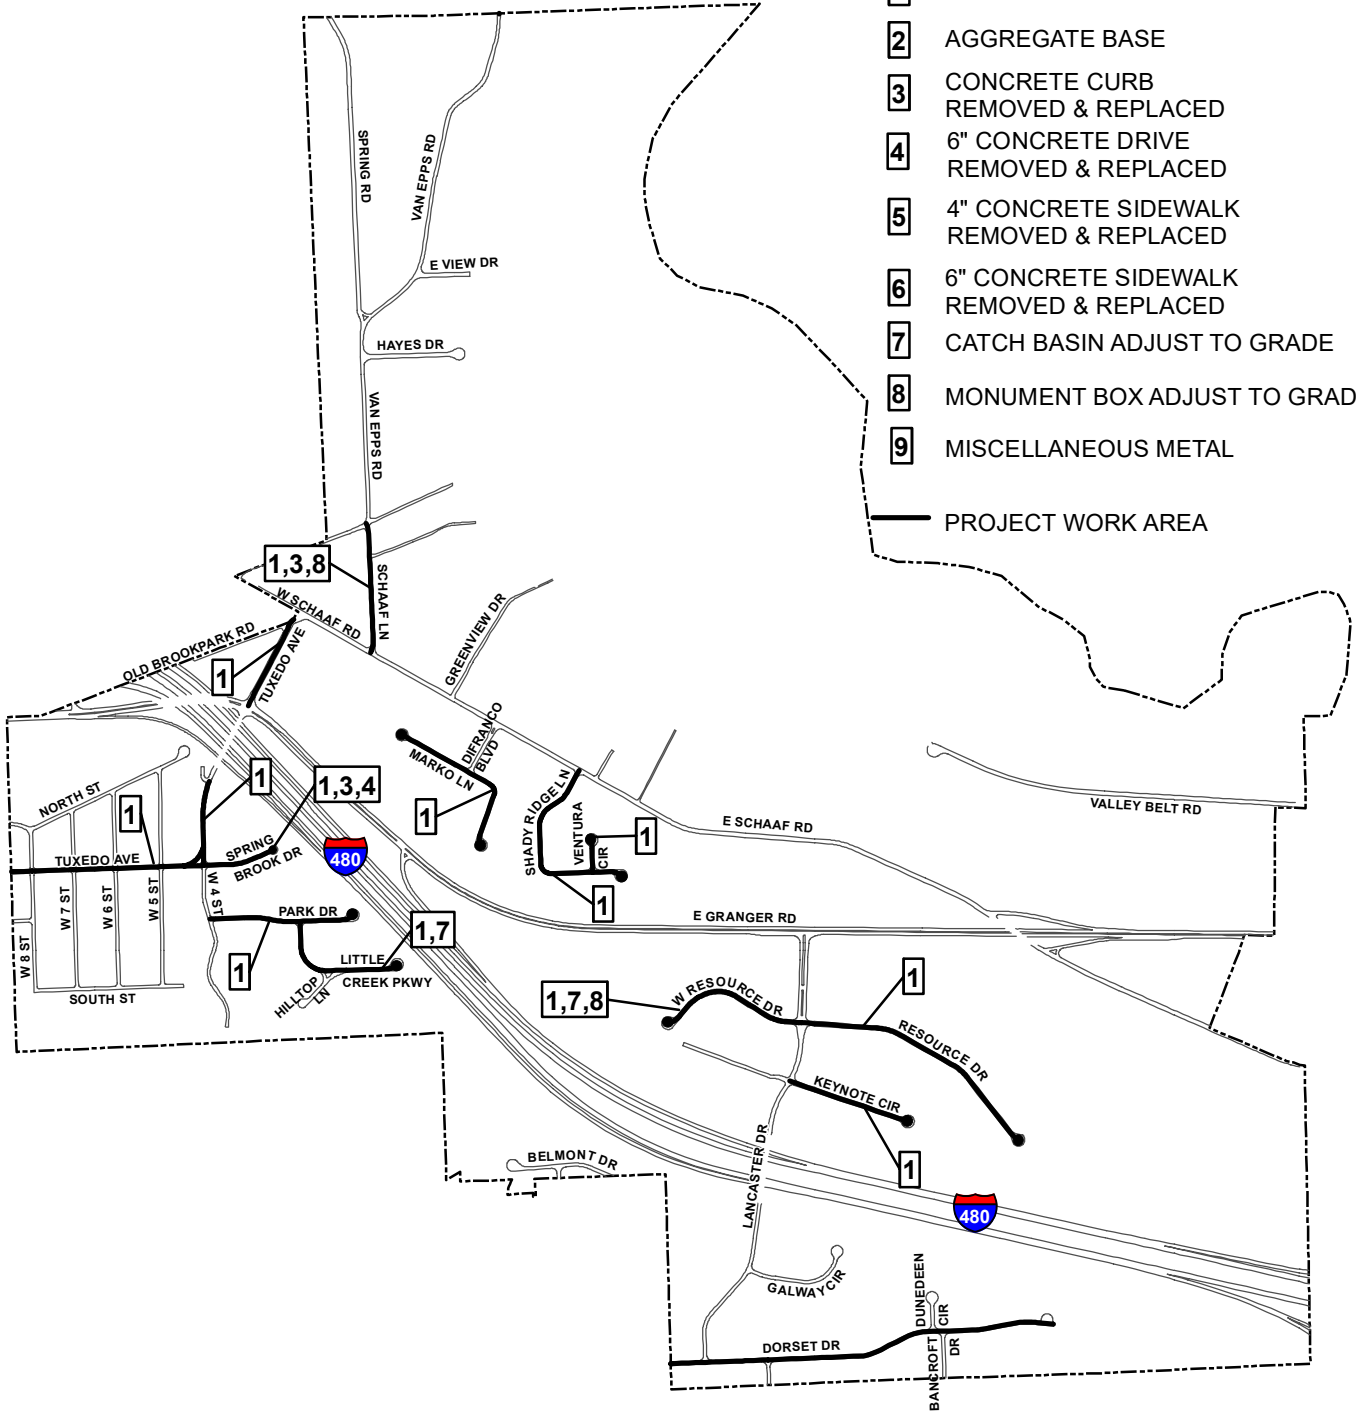 2 AGGREGATE BASE
3 CONCRETE CURB
REMOVED & REPLACED
4 6" CONCRETE DRIVE
REMOVED & REPLACED
5 4" CONCRETE SIDEWALK
REMOVED & REPLACED
6 6" CONCRETE SIDEWALK
REMOVED & REPLACED
7 CATCH BASIN ADJUST TO GRADE
8 MONUMENT BOX ADJUST TO GRAD
9 MISCELLANEOUS METAL
PROJECT WORK AREA
SPRING RD
VAN EPPS RD
E VIEW DR
HAYES DR
VAN EPPS RD
1,3,8
SCHAAF LN
W SCHAAF RD
OLD BROOKPARK RD
TUXEDO AVE
1
GREENVIEW DR
DIFRANCO
BLVD
MARKO LN
1
SHADY RIDGE LN
VENTURA
CIR
1
1
E SCHAAF RD
VALLEY BELT RD
NORTH ST
1
1
1,3,4
TUXEDO AVE
SPRING
BROOK DR
480
W 8 ST
W 7 ST
W 6 ST
W 5 ST
W 4 ST
SOUTH ST
PARK DR
1
1,7
LITTLE
CREEK PKWY
HILLTOP
LN
E GRANGER RD
1,7,8
W RESOURCE DR
1
RESOURCE DR
KEYNOTE CIR
1
LANCASTER DR
BELMONT DR
480
GALWAY CIR
DUNEDEEN
CIR
DORSET DR
BANCROFT
DR